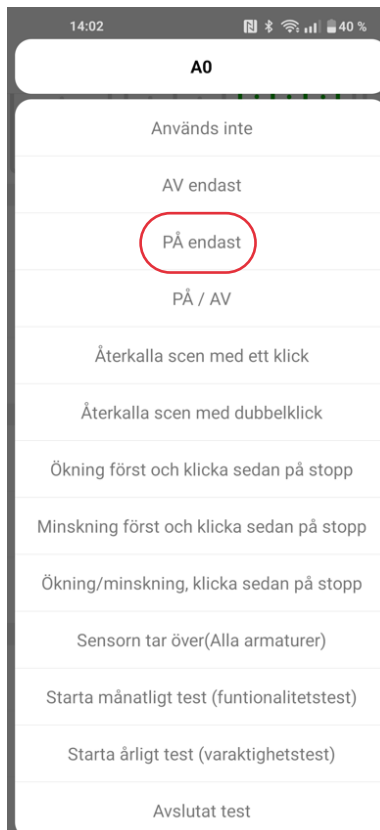 14:02 40 %
A0
Används inte
AV endast
PÅ endast
PÅ / AV
Återkalla scen med ett klick
Återkalla scen med dubbelklick
Ökning först och klicka sedan på stopp
Minskning först och klicka sedan på stopp
Ökning/minskning, klicka sedan på stopp
Sensorn tar över(Alla armaturer)
Starta månatligt test (funtionalitetstest)
Starta årligt test (varaktighetstest)
Avslutat test